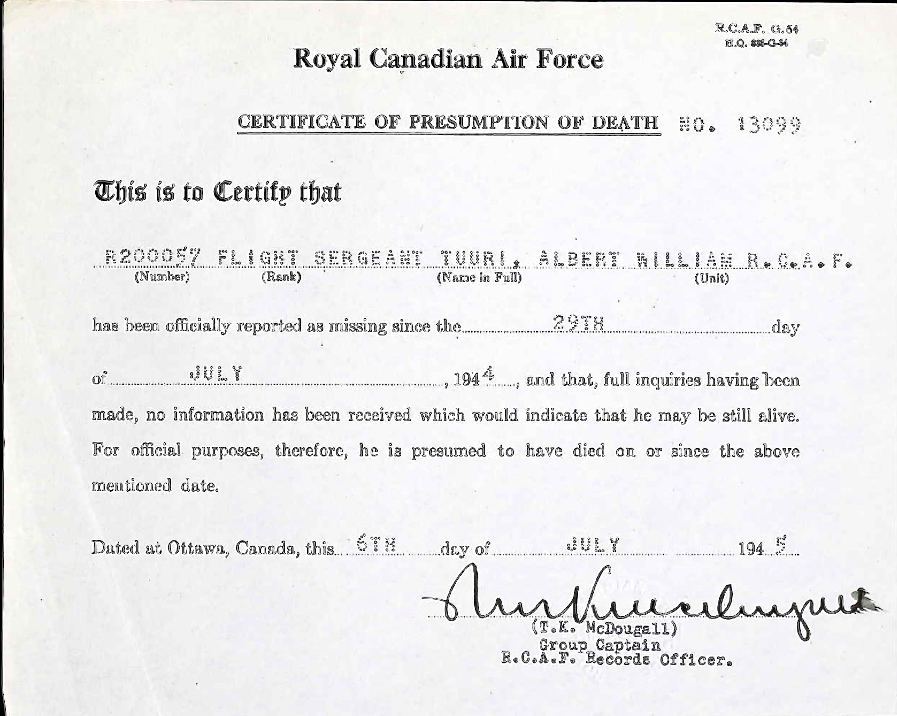 R.C.A.F. G.54
H.Q. 885-G-54
Royal Canadian Air Force
CERTIFICATE OF PRESUMPTION OF DEATH NO. 13099
This is to Certify that
R200057 FLIGHT SERGEANT TUURI, ALBERT WILLIAM R.C.A.F.
(Number) (Rank) (Name in Full) (Unit)
has been officially reported as missing since the 29TH day
of JULY, 1944, and that, full inquiries having been
made, no information has been received which would indicate that he may be still alive.
For official purposes, therefore, he is presumed to have died on or since the above
mentioned date.
Dated at Ottawa, Canada, this 6TH day of JULY 1945
(T.K. McDougall)
Group Captain
R.C.A.F. Records Officer.